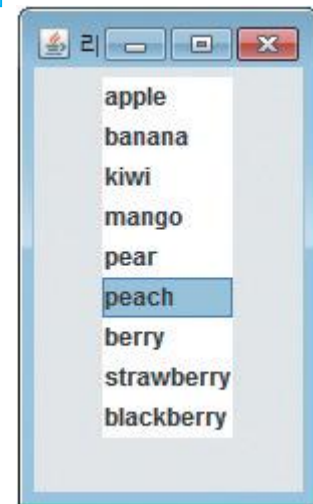 리
apple
banana
kiwi
mango
pear
peach
berry
strawberry
blackberry